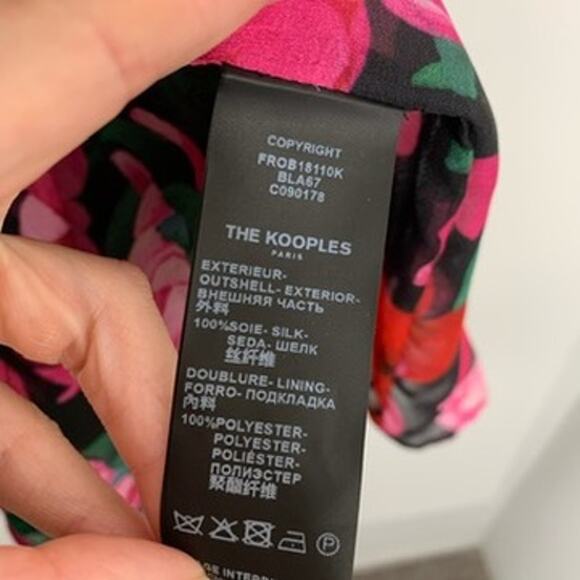 COPYRIGHT
FROB18110K
BLA67
C090178
THE KOOPLES
PARIS
EXTERIEUR-
OUTSHELL- EXTERIOR-
ВНЕШНЯЯ ЧАСТЬ
外料
100%SOIE- SILK-
SEDA- ШЕЛК
丝纤维
DOUBLURE- LINING-
FORRO- ПОДКЛАДКА
內料
100%POLYESTER-
POLYESTER-
POLIÉSTER-
ПОЛИЭСТЕР
聚酯纤维
P